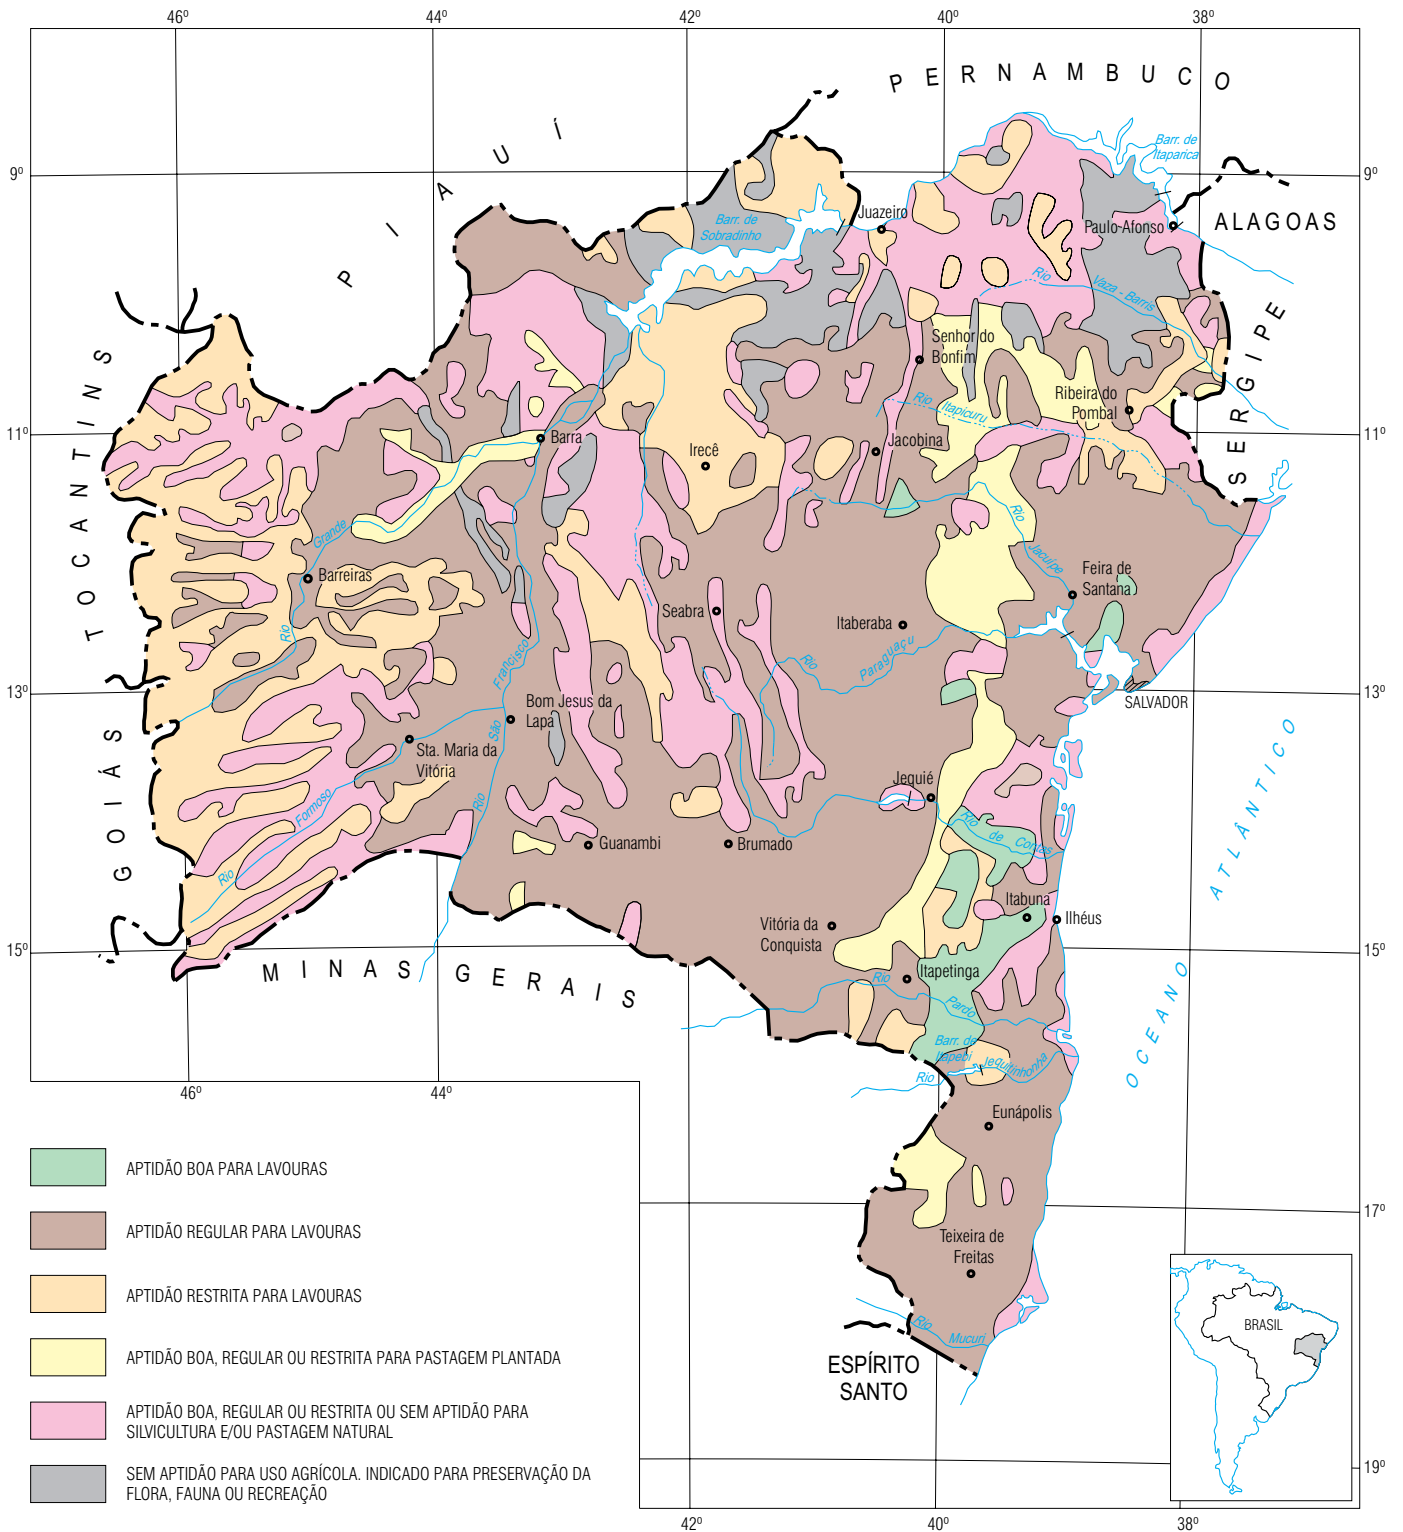 46º
44º
42º
40º
38º
PERNAMBUCO
PIAUÍ
Barr. de
Itaparica
9º
9º
ALAGOAS
Juazeiro
Paulo-Afonso
Barr. de
Sobradinho
Rio Vaza-Barris
SERGIPE
Senhor do
Bonfim
TOCANTINS
Ribeira do
Pombal
Rio Itapicuru
11º
11º
Barra
Jacobina
Irecê
Rio Grande
Rio Jacuípe
Barreiras
Feira de
Santana
Seabra
Itaberaba
Rio Paraguaçu
Rio São Francisco
13º
13º
SALVADOR
Bom Jesus da
Lapa
Sta. Maria da
Vitória
GOIÁS
Jequié
Rio Formoso
Rio de Contas
Guanambi
Brumado
OCEANO ATLÂNTICO
Itabuna
Ilhéus
Vitória da
Conquista
15º
15º
MINAS GERAIS
Itapetinga
Rio Pardo
Barr. de
Itapebi
Rio Jequitinhonha
46º
44º
Eunápolis
17º
Teixeira de
Freitas
Rio Mucuri
ESPÍRITO
SANTO
BRASIL
19º
42º
40º
38º
APTIDÃO BOA PARA LAVOURAS
APTIDÃO REGULAR PARA LAVOURAS
APTIDÃO RESTRITA PARA LAVOURAS
APTIDÃO BOA, REGULAR OU RESTRITA PARA PASTAGEM PLANTADA
APTIDÃO BOA, REGULAR OU RESTRITA OU SEM APTIDÃO PARA
SILVICULTURA E/OU PASTAGEM NATURAL
SEM APTIDÃO PARA USO AGRÍCOLA. INDICADO PARA PRESERVAÇÃO DA
FLORA, FAUNA OU RECREAÇÃO